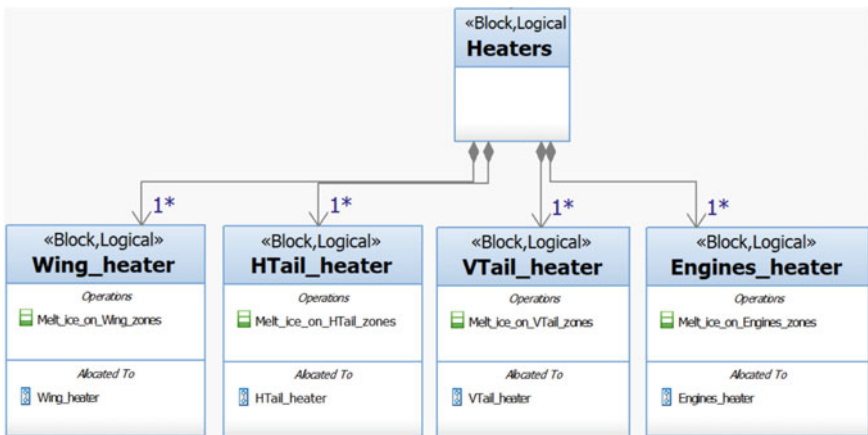 «Block,Logical
Heaters
1* 1* 1* 1*
«Block,Logical»
Wing_heater
Operations
Melt_ice_on_Wing_zones
Allocated To
Wing_heater
«Block,Logical»
HTail_heater
Operations
Melt_ice_on_HTail_zones
Allocated To
HTail_heater
«Block,Logical»
VTail_heater
Operations
Melt_ice_on_VTail_zones
Allocated To
VTail_heater
«Block,Logical»
Engines_heater
Operations
Melt_ice_on_Engines_zones
Allocated To
Engines_heater